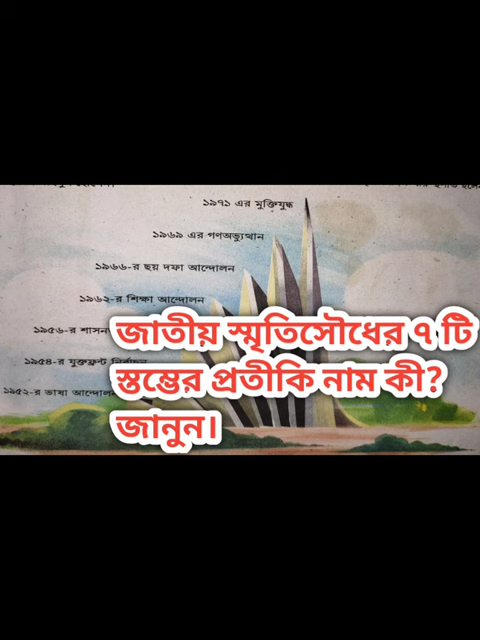 ১৯৭১ এর মুক্তিযুদ্ধ
১৯৬৯ এর গণঅভ্যুত্থান
১৯৬৬-র ছয় দফা আন্দোলন
১৯৬২-র শিক্ষা আন্দোলন
১৯৫৬-র শাসন
১৯৫৪-র যুক্তফ্রন্ট নির্বাচন
১৯৫২-র ভাষা আন্দোলন
জাতীয় স্মৃতিসৌধের ৭ টি
স্তম্ভের প্রতীকি নাম কী?
জানুন।